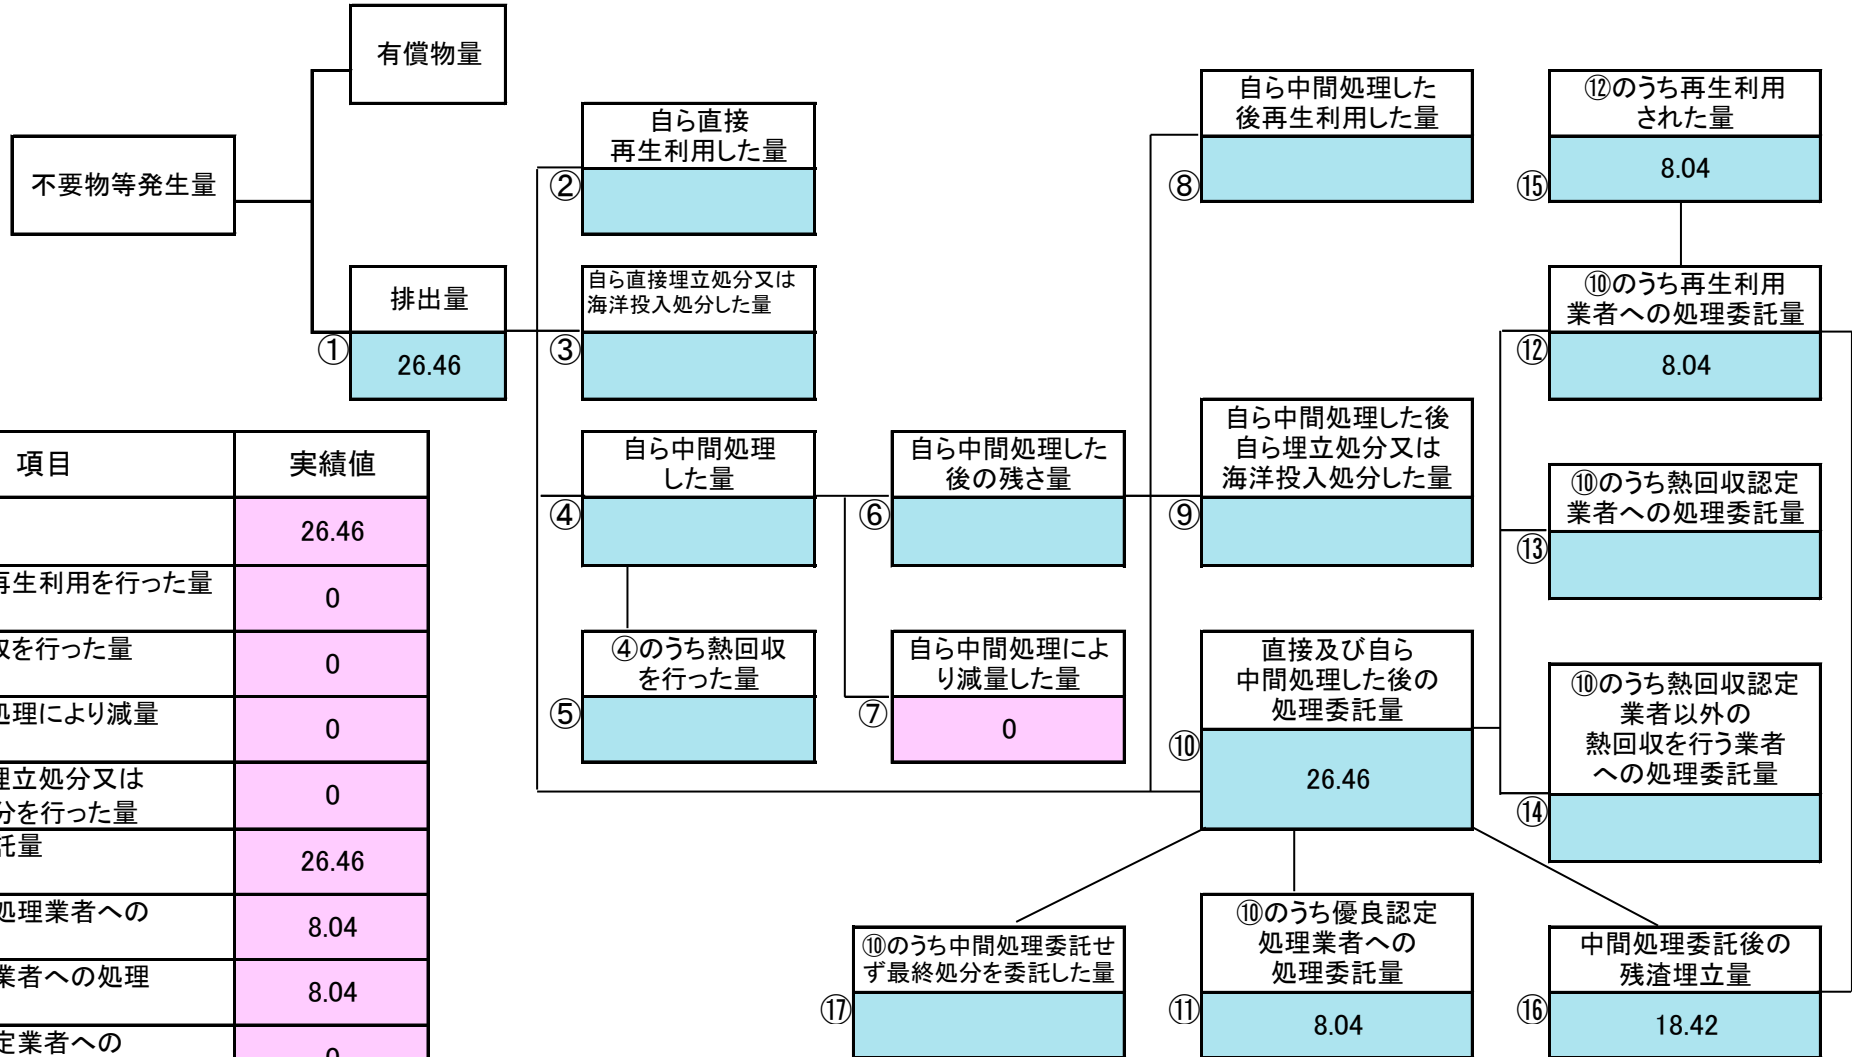 有償物量
不要物等発生量
排出量
①
26.46
自ら直接
再生利用した量
②
自ら直接埋立処分又は
海洋投入処分した量
③
自ら中間処理
した量
④
④のうち熱回収
を行った量
⑤
自ら中間処理した
後の残さ量
⑥
自ら中間処理によ
り減量した量
⑦
0
自ら中間処理した
後再生利用した量
⑧
自ら中間処理した後
自ら埋立処分又は
海洋投入処分した量
⑨
直接及び自ら
中間処理した後の
処理委託量
⑩
26.46
⑫のうち再生利用
された量
⑮
8.04
⑩のうち再生利用
業者への処理委託量
⑫
8.04
⑩のうち熱回収認定
業者への処理委託量
⑬
⑩のうち熱回収認定
業者以外の
熱回収を行う業者
への処理委託量
⑭
⑩のうち中間処理委託せ
ず最終処分を委託した量
⑰
⑩のうち優良認定
処理業者への
処理委託量
⑪
8.04
中間処理委託後の
残渣埋立量
⑯
18.42
項目
実績値
26.46
再生利用を行った量
0
収を行った量
0
処理により減量
0
埋立処分又は
分を行った量
0
託量
26.46
処理業者への
8.04
業者への処理
8.04
定業者への
0